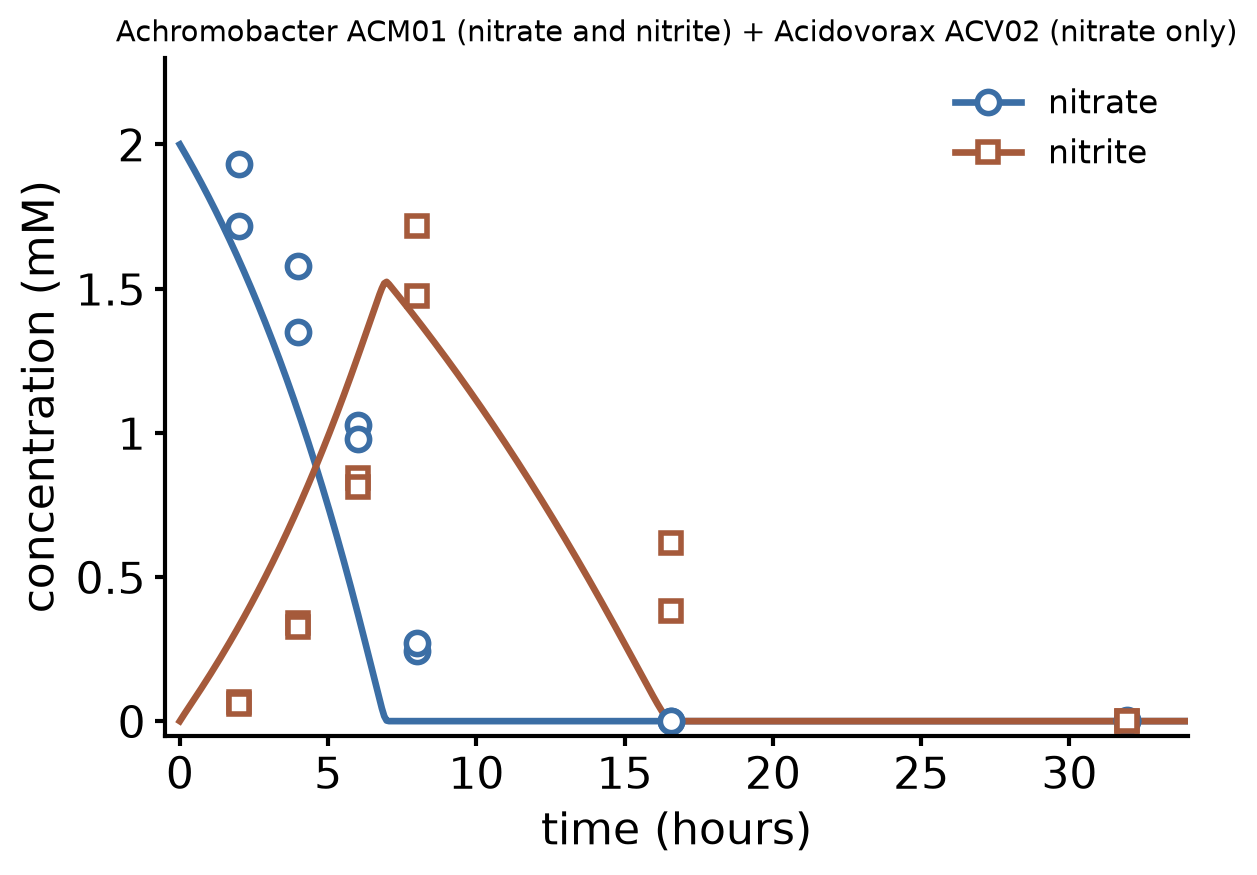 Achromobacter ACM01 (nitrate and nitrite) + Acidovorax ACV02 (nitrate only)
nitrate
nitrite
concentration (mM)
2
1.5
1
0.5
0
0 5 10 15 20 25 30
time (hours)